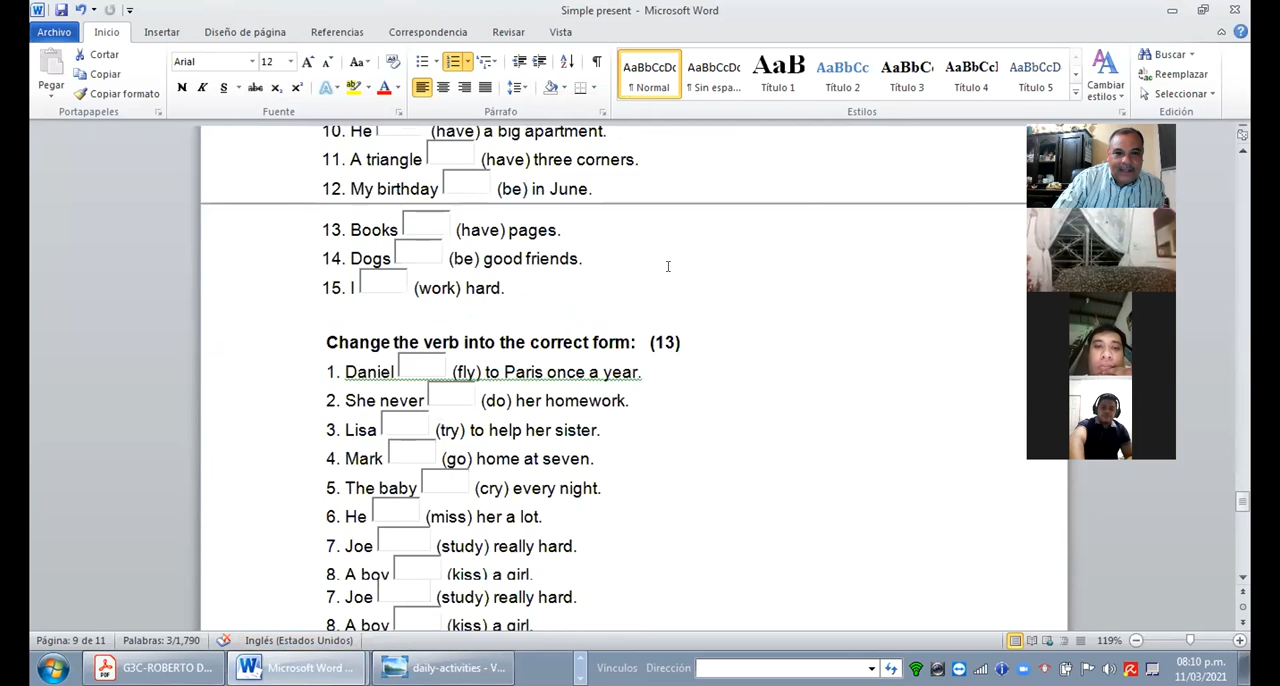 Simple present - Microsoft Word
Archivo Inicio Insertar Diseño de página Referencias Correspondencia Revisar Vista
Cortar
Copiar
Copiar formato
Pegar
Portapapeles
Arial 12
Fuente
Párrafo
AaBbCcDc AaBbCcDc AaB AaBbCc AaBbC AaBbCcI AaBbCcD
¶ Normal ¶ Sin espa... Título 1 Título 2 Título 3 Título 4 Título 5
Estilos
Cambiar estilos
Buscar
Reemplazar
Seleccionar
Edición
10. He (have) a big apartment.
11. A triangle (have) three corners.
12. My birthday (be) in June.
13. Books (have) pages.
14. Dogs (be) good friends.
15. I (work) hard.
Change the verb into the correct form: (13)
1. Daniel (fly) to Paris once a year.
2. She never (do) her homework.
3. Lisa (try) to help her sister.
4. Mark (go) home at seven.
5. The baby (cry) every night.
6. He (miss) her a lot.
7. Joe (study) really hard.
8. A boy (kiss) a girl.
7. Joe (study) really hard.
8. A boy (kiss) a girl.
Página: 9 de 11 Palabras: 3/1,790 Inglés (Estados Unidos) 119%
G3C-ROBERTO D... Microsoft Word ... daily-activities - V... Vínculos Dirección
08:10 p.m.
11/03/2021